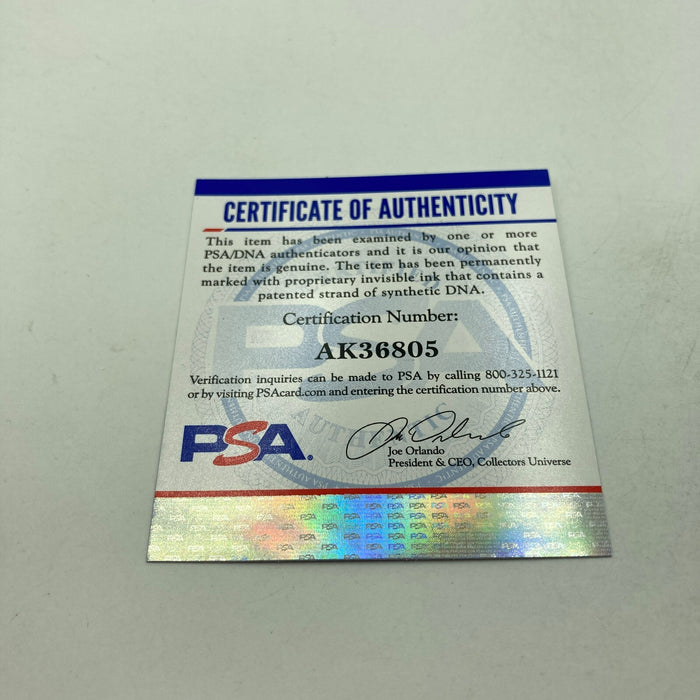 CERTIFICATE OF AUTHENTICITY
This item has been examined by one or more
PSA/DNA authenticators and it is our opinion that
the item is genuine. The item has been permanently
marked with proprietary invisible ink that contains a
patented strand of synthetic DNA.
Certification Number:
AK36805
Verification inquiries can be made to PSA by calling 800-325-1121
or by visiting PSAcard.com and entering the certification number above.
PSA
AUTHENTIC
PSA.
Joe Orlando
President & CEO, Collectors Universe